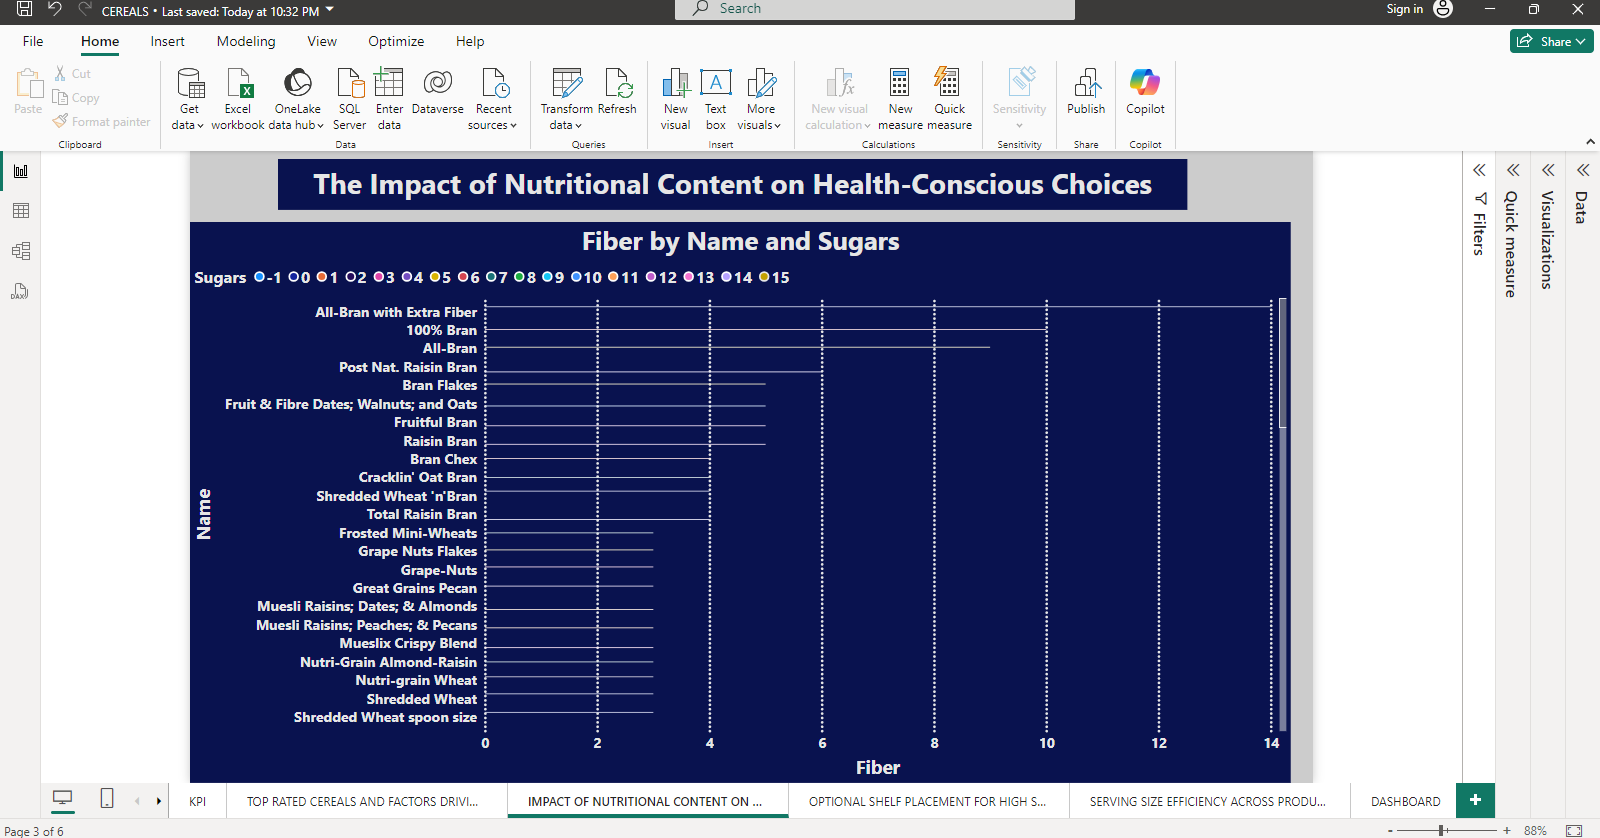 CEREALS • Last saved: Today at 10:32 PM
Search
Sign in
File Home Insert Modeling View Optimize Help
Share
Paste
Cut
Copy
Format painter
Clipboard
Get data
Excel workbook
OneLake data hub
SQL Server
Enter data
Dataverse
Recent sources
Data
Transform data
Refresh
Queries
New visual
Text box
More visuals
Insert
New visual calculation
New measure
Quick measure
Calculations
Sensitivity
Sensitivity
Publish
Share
Copilot
Copilot
The Impact of Nutritional Content on Health-Conscious Choices
Fiber by Name and Sugars
Sugars -1 0 1 2 3 4 5 6 7 8 9 10 11 12 13 14 15
Name
All-Bran with Extra Fiber
100% Bran
All-Bran
Post Nat. Raisin Bran
Bran Flakes
Fruit & Fibre Dates; Walnuts; and Oats
Fruitful Bran
Raisin Bran
Bran Chex
Cracklin' Oat Bran
Shredded Wheat 'n'Bran
Total Raisin Bran
Frosted Mini-Wheats
Grape Nuts Flakes
Grape-Nuts
Great Grains Pecan
Muesli Raisins; Dates; & Almonds
Muesli Raisins; Peaches; & Pecans
Mueslix Crispy Blend
Nutri-Grain Almond-Raisin
Nutri-grain Wheat
Shredded Wheat
Shredded Wheat spoon size
0 2 4 6 8 10 12 14
Fiber
Filters
Quick measure
Visualizations
Data
DAX
KPI
TOP RATED CEREALS AND FACTORS DRIVI...
IMPACT OF NUTRITIONAL CONTENT ON ...
OPTIONAL SHELF PLACEMENT FOR HIGH S...
SERVING SIZE EFFICIENCY ACROSS PRODU...
DASHBOARD
+
Page 3 of 6
- + 88%